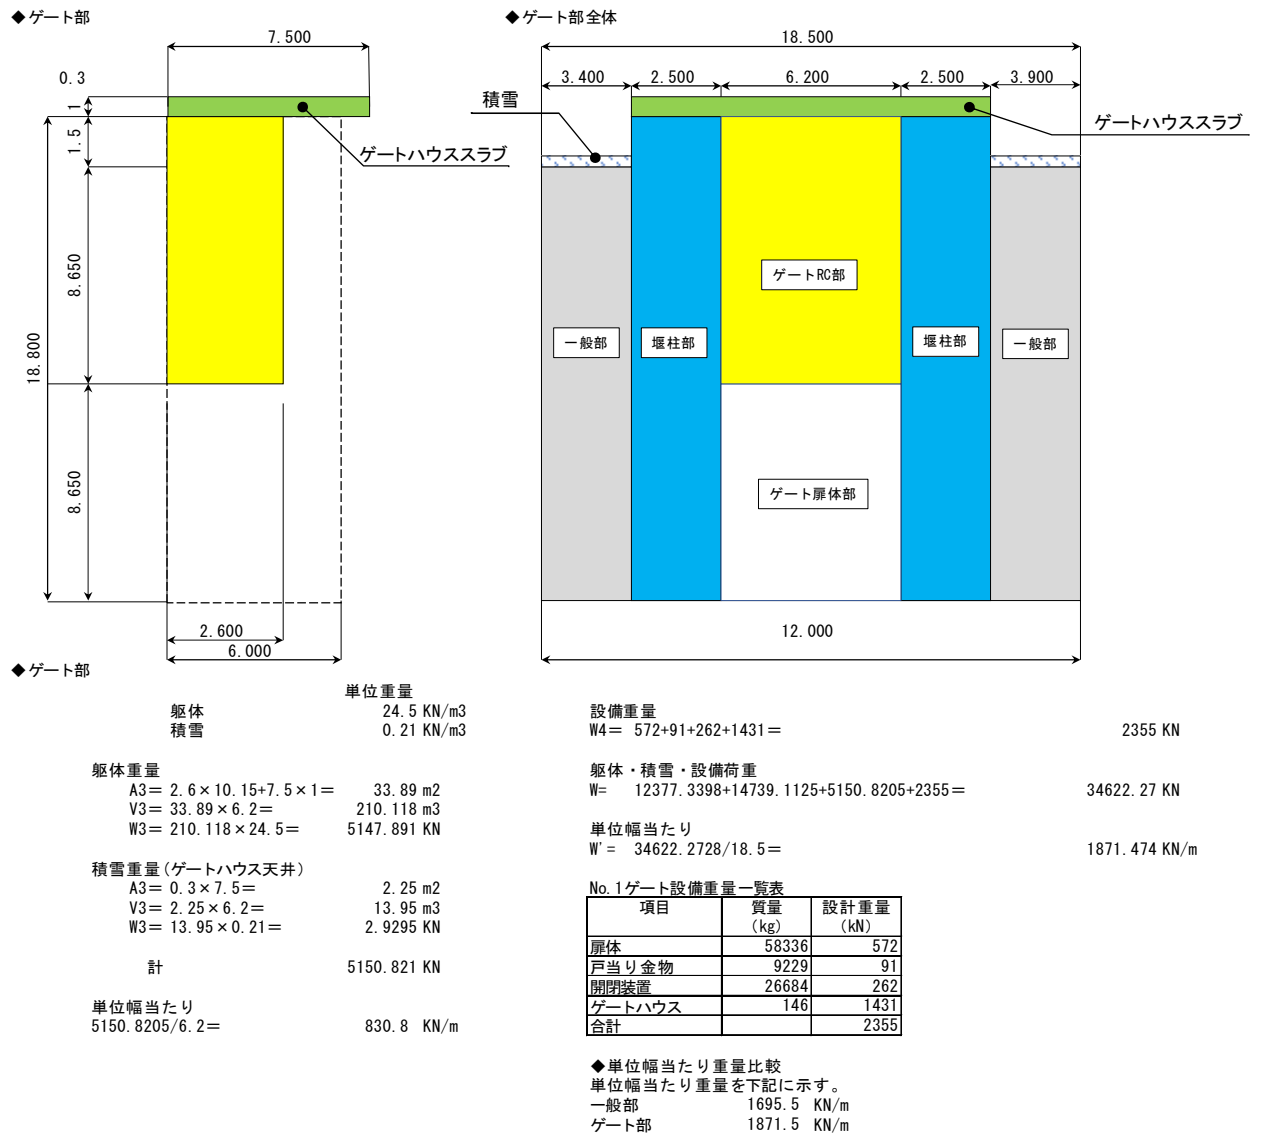 ◆ゲート部
7.500
0.3
1
1.5
ゲートハウススラブ
8.650
18.800
8.650
2.600
6.000
◆ゲート部全体
18.500
3.400 2.500 6.200 2.500 3.900
積雪
ゲートハウススラブ
ゲートRC部
一般部 堰柱部 堰柱部 一般部
ゲート扉体部
12.000
◆ゲート部
単位重量
躯体 24.5 KN/m3
積雪 0.21 KN/m3
躯体重量
A3= 2.6×10.15+7.5×1= 33.89 m2
V3= 33.89×6.2= 210.118 m3
W3= 210.118×24.5= 5147.891 KN
積雪重量(ゲートハウス天井)
A3= 0.3×7.5= 2.25 m2
V3= 2.25×6.2= 13.95 m3
W3= 13.95×0.21= 2.9295 KN
計 5150.821 KN
単位幅当たり
5150.8205/6.2= 830.8 KN/m
設備重量
W4= 572+91+262+1431= 2355 KN
躯体・積雪・設備荷重
W= 12377.3398+14739.1125+5150.8205+2355= 34622.27 KN
単位幅当たり
W'= 34622.2728/18.5= 1871.474 KN/m
No.1ゲート設備重量一覧表
項目 質量 設計重量
(kg) (kN)
扉体 58336 572
戸当り金物 9229 91
開閉装置 26684 262
ゲートハウス 146 1431
合計 2355
◆単位幅当たり重量比較
単位幅当たり重量を下記に示す。
一般部 1695.5 KN/m
ゲート部 1871.5 KN/m